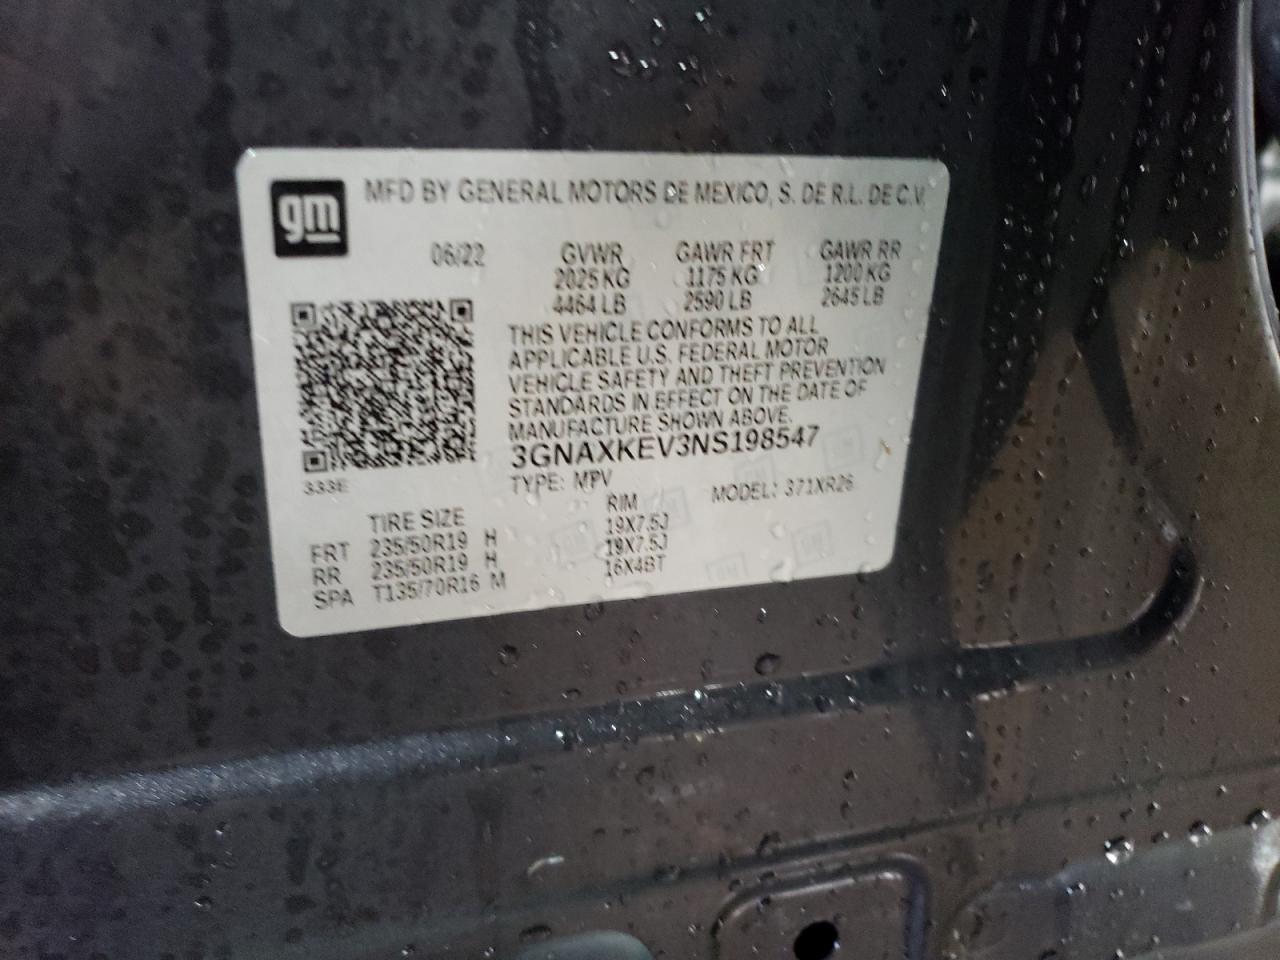 gm
MFD BY GENERAL MOTORS DE MEXICO, S. DE R.L. DE C.V.
06/22 GVWR GAWR FRT GAWR RR
2025 KG 1175 KG 1200 KG
4464 LB 2590 LB 2645 LB
THIS VEHICLE CONFORMS TO ALL
APPLICABLE U.S. FEDERAL MOTOR
VEHICLE SAFETY AND THEFT PREVENTION
STANDARDS IN EFFECT ON THE DATE OF
MANUFACTURE SHOWN ABOVE.
3GNAXKEV3NS198547
333E
TYPE: MPV MODEL: 371XR26
TIRE SIZE RIM
FRT 235/50R19 H 19X7.5J
RR 235/50R19 H 19X7.5J
SPA T135/70R16 M 16X4BT